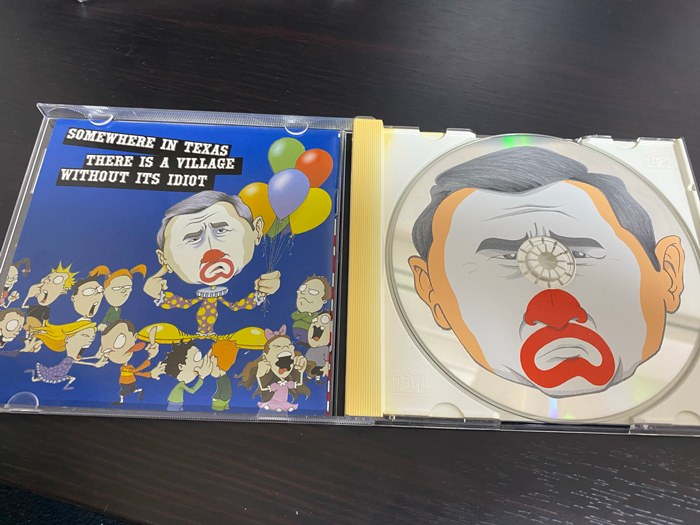 SOMEWHERE IN TEXAS
THERE IS A VILLAGE
WITHOUT ITS IDIOT